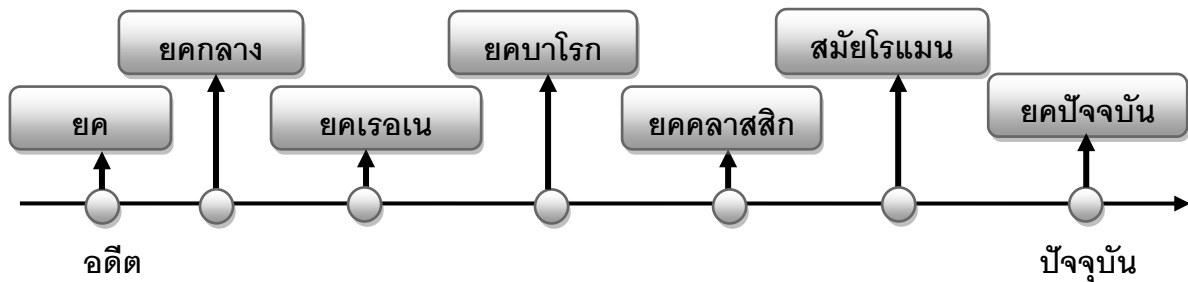 ยคกลาง
ยคบาโรก
สมัยโรแมน
ยค
ยคเรอเน
ยคคลาสสิก
ยคปัจจบัน
อดีต
ปัจจุบัน